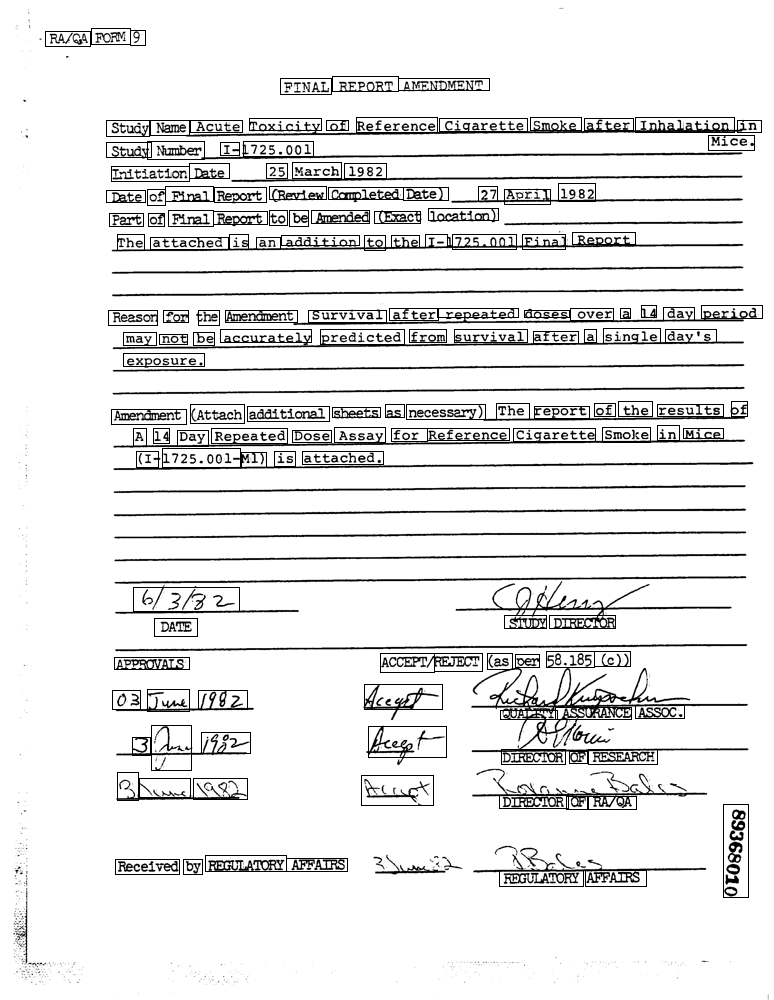 RA/QA FORM 9
FINAL REPORT AMENDMENT
Study Name Acute Toxicity of Reference Cigarette Smoke after Inhalation in
Mice.
Study Number I-1725.001
Initiation Date 25 March 1982
Date of Final Report (Review Completed Date) 27 April 1982
Part of Final Report to be Amended (Exact location)
The attached is an addition to the I-1725.001 Final Report
Reason for the Amendment Survival after repeated doses over a 14 day period
may not be accurately predicted from survival after a single day's
exposure.
Amendment (Attach additional sheets as necessary) The report of the results of
A 14 Day Repeated Dose Assay for Reference Cigarette Smoke in Mice
(I-1725.001-M1) is attached.
6/3/82 CJHenry
DATE STUDY DIRECTOR
APPROVALS ACCEPT/REJECT (as per 58.185 (c))
03 June 1982 Accept Richard
QUALITY ASSURANCE ASSOC.
3 June 1982 Accept
DIRECTOR OF RESEARCH
3 June 1982 Accept Roxanne Bales
DIRECTOR OF RA/QA
Received by REGULATORY AFFAIRS 3 June 82 RBales
REGULATORY AFFAIRS
89368010